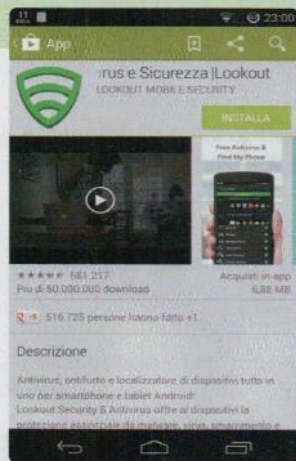 11
23:00
App
rus e Sicurezza |Lookout
LOOKOUT MOBILE SECURITY
INSTALLA
Free Antivirus &
Find My Phone
581.217
Più di 50.000.000 download
Acquisti in-app
6,88 MB
+1 516.725 persone hanno fatto +1
Descrizione
Antivirus, antifurto e localizzatore di dispositivi tutto in
uno per smartphone e tablet Android!
Lookout Security & Antivirus offre ai dispositivi la
protezione essenziale da malware, virus, smarrimento e